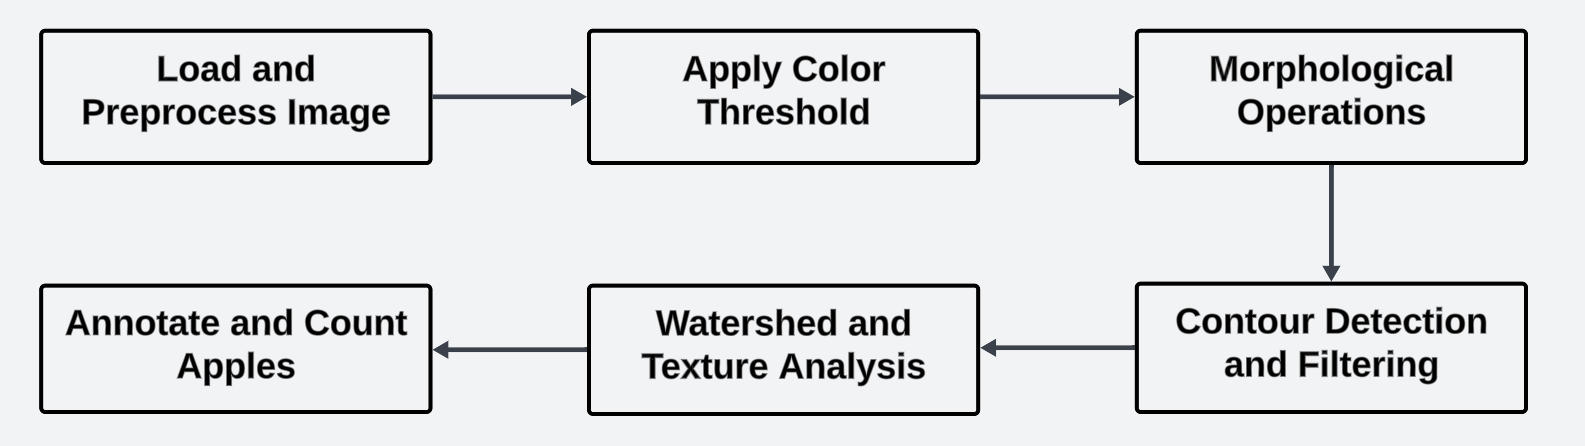 Load and
Preprocess Image
Apply Color
Threshold
Morphological
Operations
Contour Detection
and Filtering
Watershed and
Texture Analysis
Annotate and Count
Apples